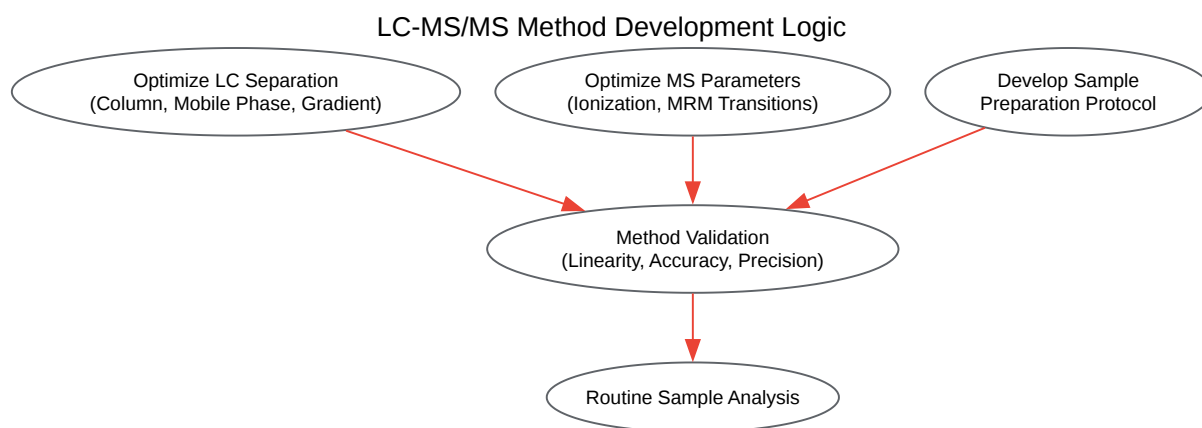 LC-MS/MS Method Development Logic
Optimize LC Separation
(Column, Mobile Phase, Gradient)
Optimize MS Parameters
(Ionization, MRM Transitions)
Develop Sample
Preparation Protocol
Method Validation
(Linearity, Accuracy, Precision)
Routine Sample Analysis